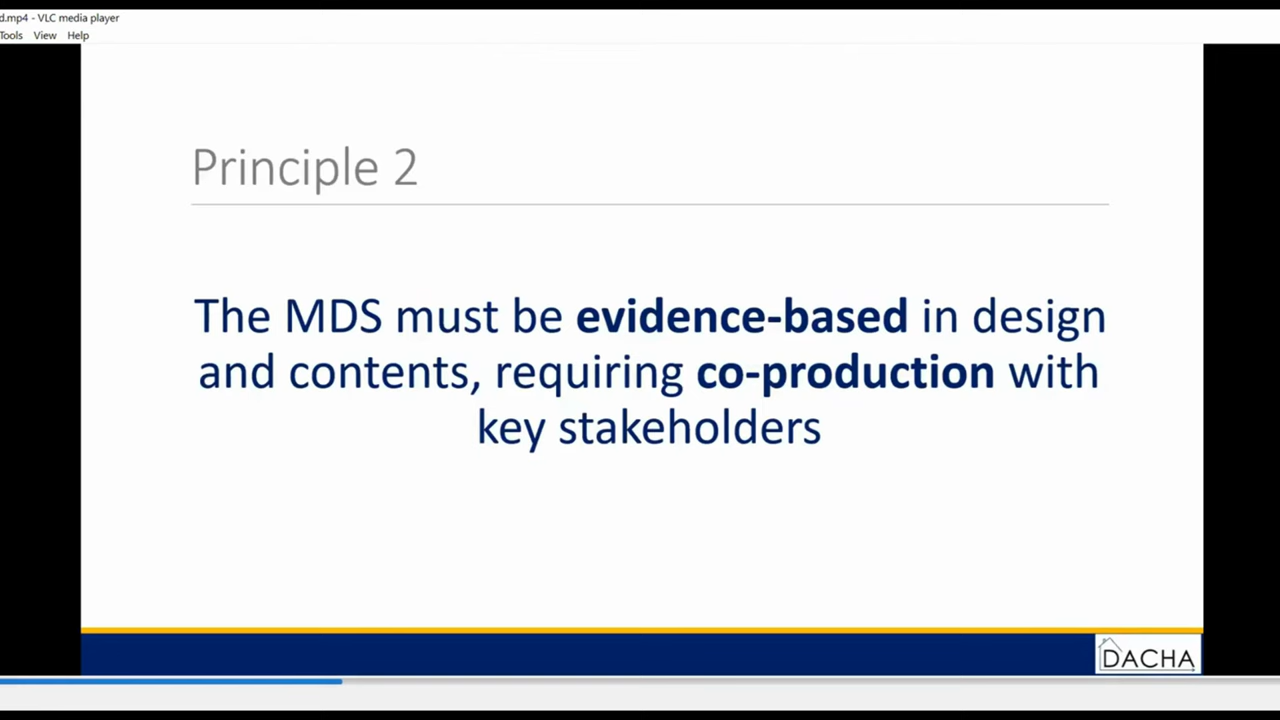 d.mp4 - VLC media player
Tools View Help
Principle 2
The MDS must be evidence-based in design
and contents, requiring co-production with
key stakeholders
DACHA